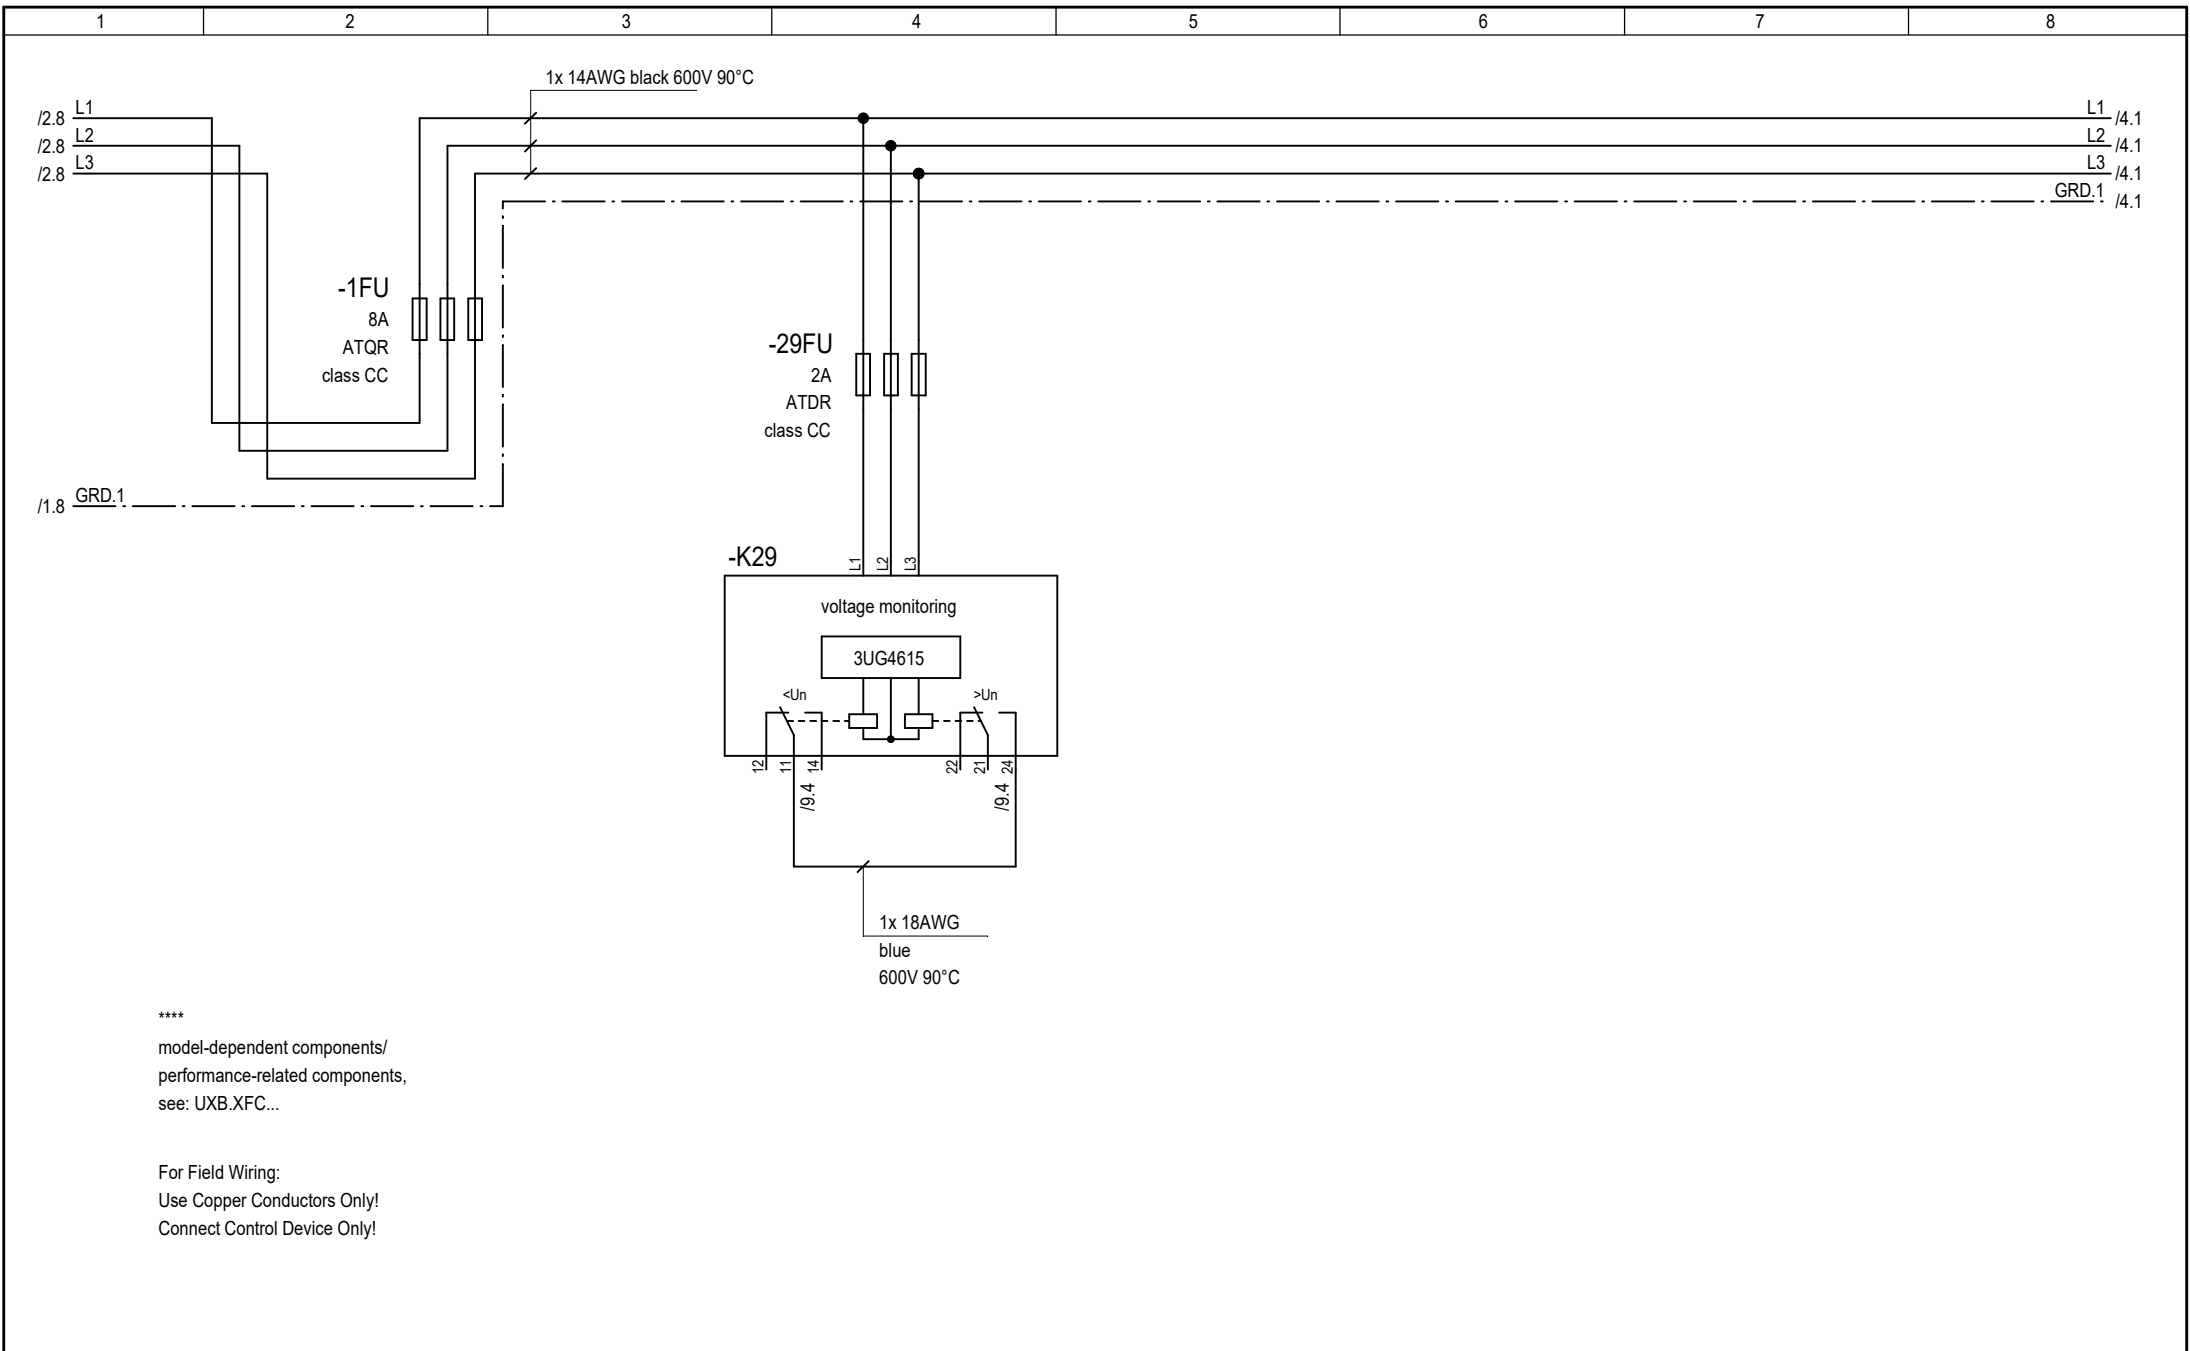 1 2 3 4 5 6 7 8
1x 14AWG black 600V 90°C
/2.8 L1
L1 /4.1
/2.8 L2
L2 /4.1
/2.8 L3
L3 /4.1
GRD.1 /4.1
-1FU
8A
ATQR
class CC
-29FU
2A
ATDR
class CC
/1.8 GRD.1
-K29
L1 L2 L3
voltage monitoring
3UG4615
<Un >Un
12 11 14 22 21 24
/9.4 /9.4
1x 18AWG
blue
600V 90°C
****
model-dependent components/
performance-related components,
see: UXB.XFC...
For Field Wiring:
Use Copper Conductors Only!
Connect Control Device Only!